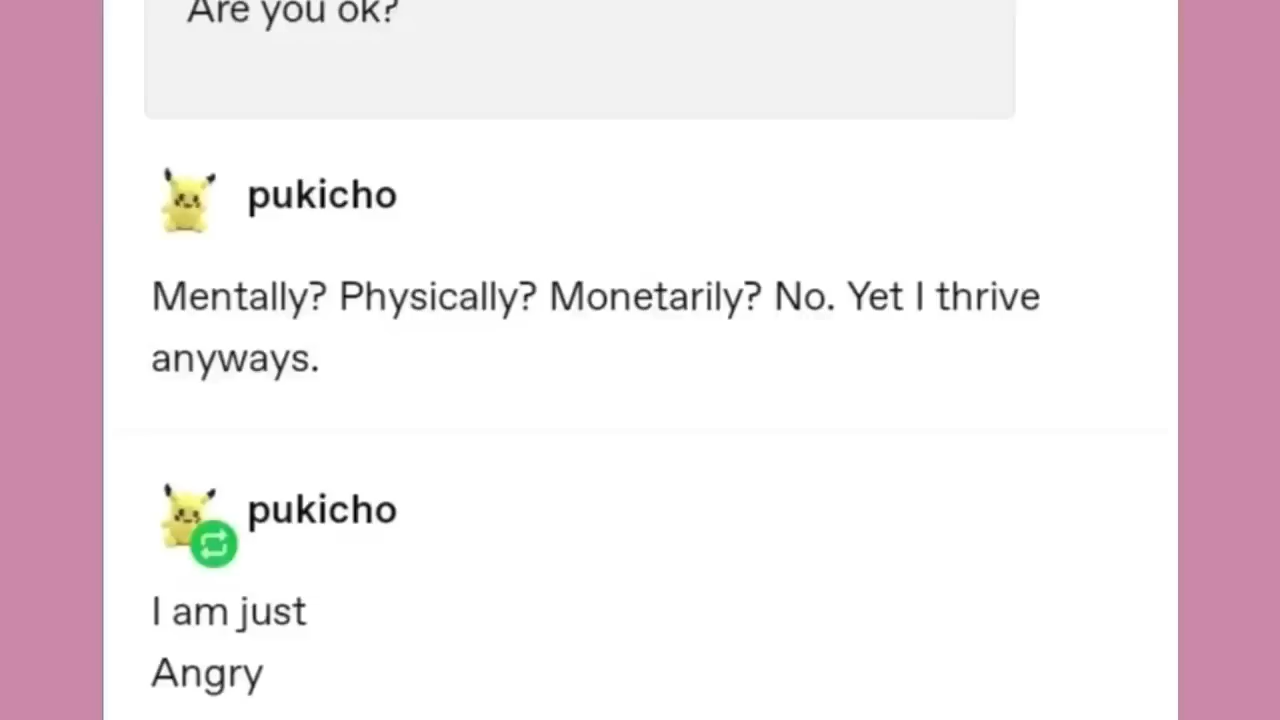 Are you ok?
pukicho
Mentally? Physically? Monetarily? No. Yet I thrive
anyways.
pukicho
I am just
Angry